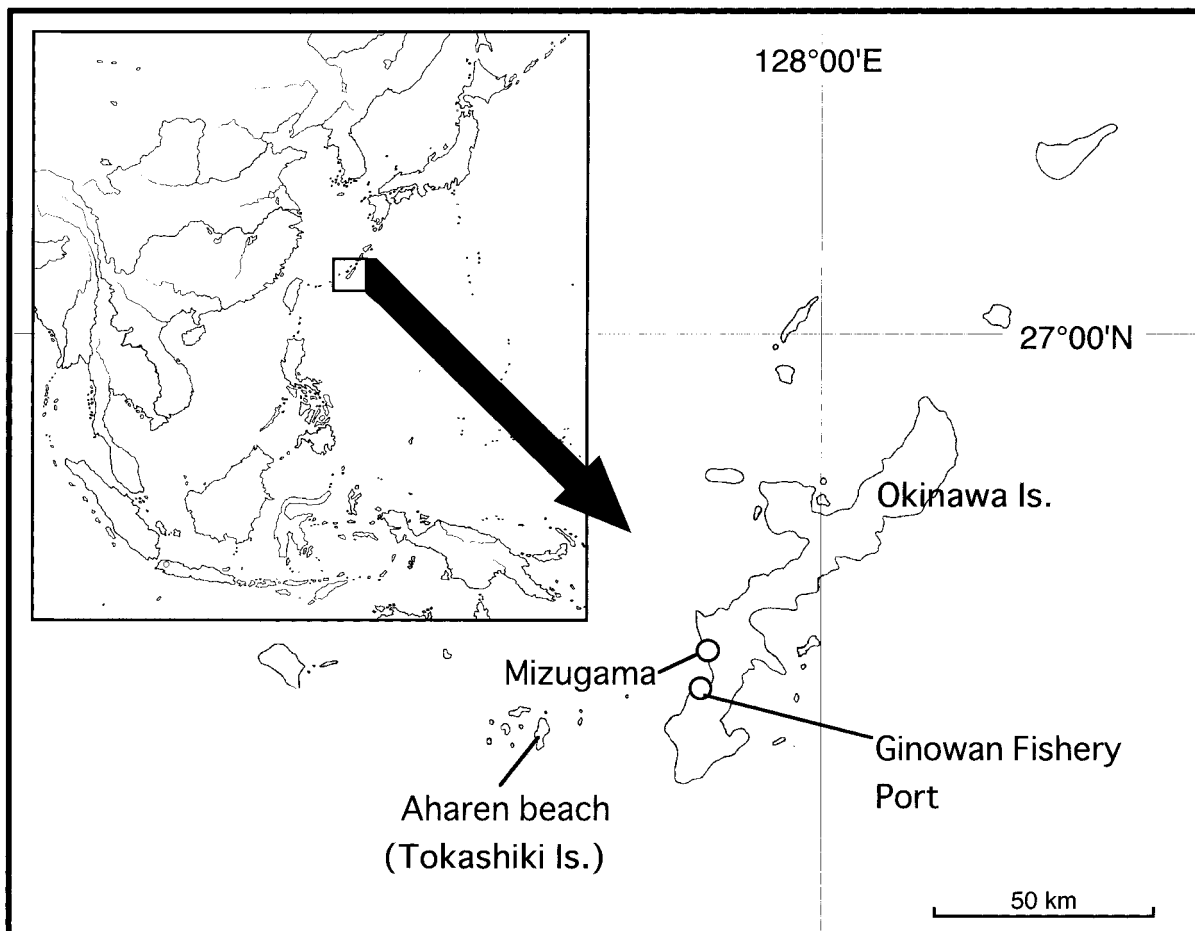 128°00'E
27°00'N
Okinawa Is.
Mizugama
Ginowan Fishery
Port
Aharen beach
(Tokashiki Is.)
50 km